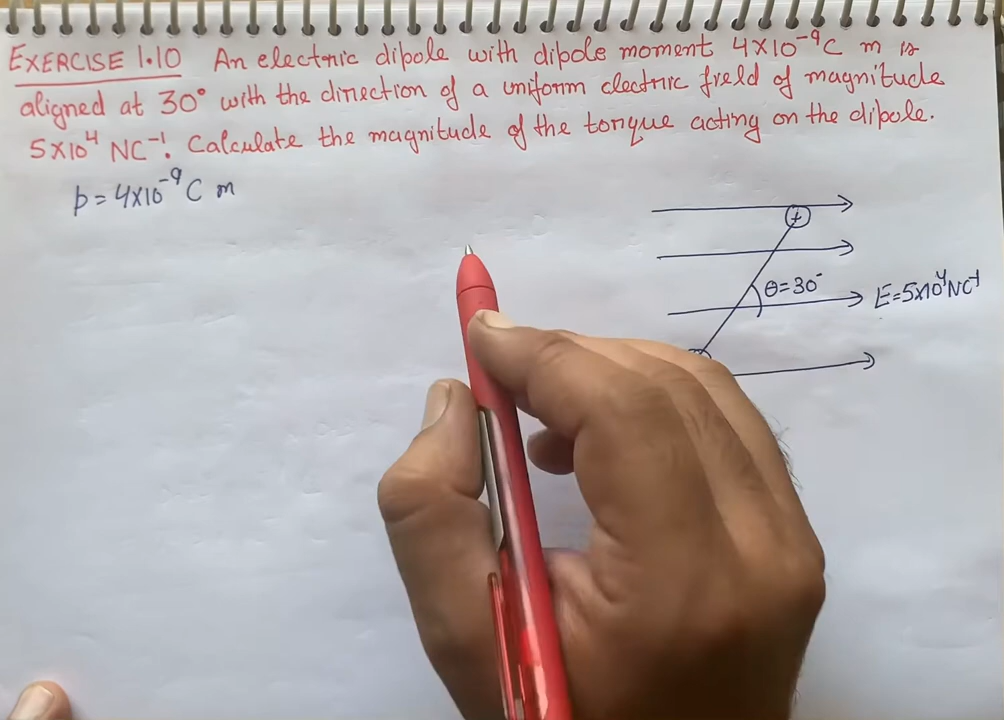 EXERCISE 1.10 An electric dipole with dipole moment 4×10⁻⁹C m is
aligned at 30° with the direction of a uniform electric field of magnitude
5×10⁴ NC⁻¹. Calculate the magnitude of the torque acting on the dipole.
p = 4×10⁻⁹ C m
+
θ=30°
E=5×10⁴NC⁻¹